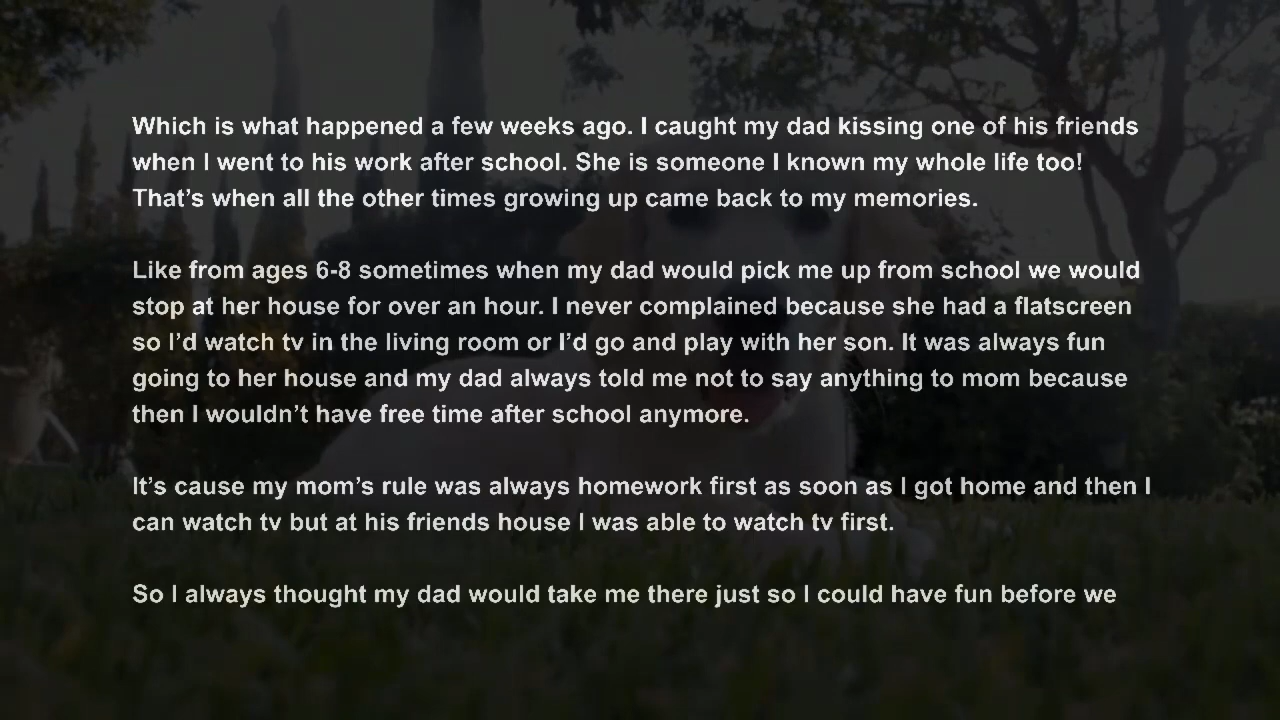 Which is what happened a few weeks ago. I caught my dad kissing one of his friends
when I went to his work after school. She is someone I known my whole life too!
That's when all the other times growing up came back to my memories.
Like from ages 6-8 sometimes when my dad would pick me up from school we would
stop at her house for over an hour. I never complained because she had a flatscreen
so I'd watch tv in the living room or I'd go and play with her son. It was always fun
going to her house and my dad always told me not to say anything to mom because
then I wouldn't have free time after school anymore.
It's cause my mom's rule was always homework first as soon as I got home and then I
can watch tv but at his friends house I was able to watch tv first.
So I always thought my dad would take me there just so I could have fun before we